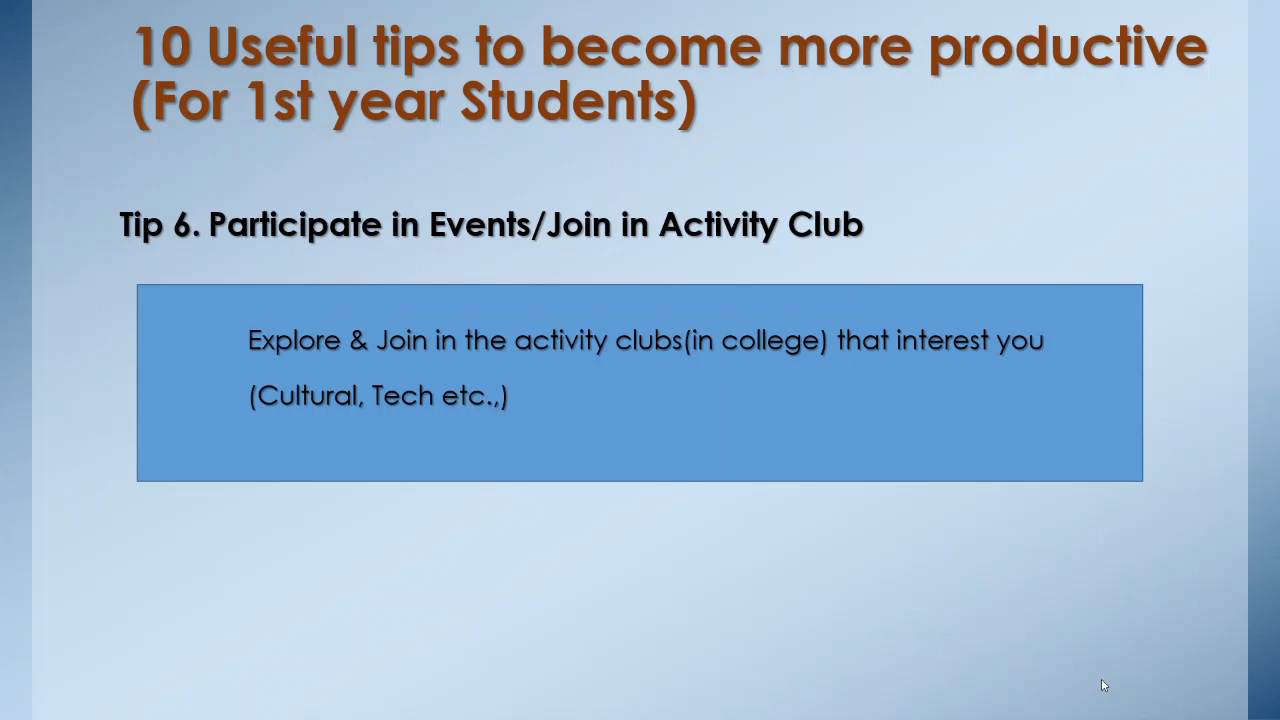 10 Useful tips to become more productive
(For 1st year Students)
Tip 6. Participate in Events/Join in Activity Club
Explore & Join in the activity clubs(in college) that interest you
(Cultural, Tech etc.,)